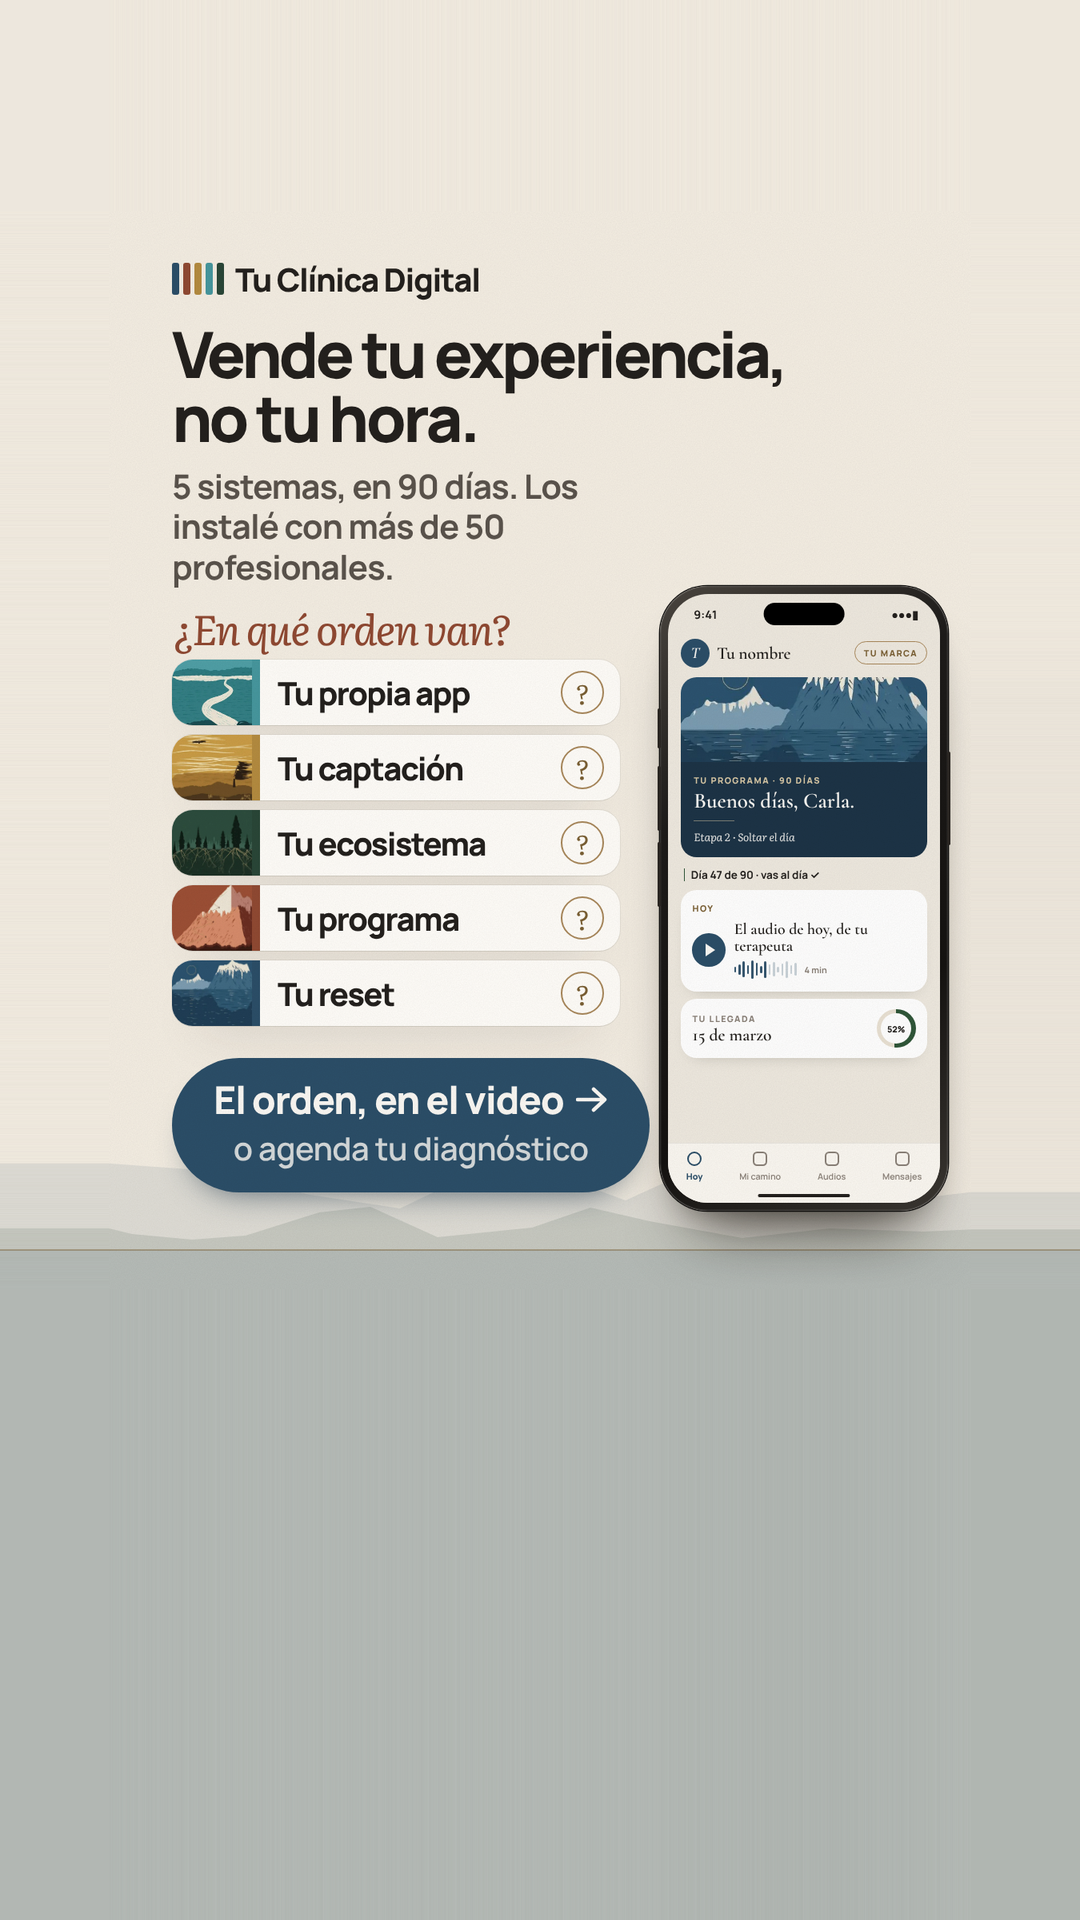 Tu Clínica Digital
Vende tu experiencia,
no tu hora.
5 sistemas, en 90 días. Los
instalé con más de 50
profesionales.
¿En qué orden van?
Tu propia app
?
Tu captación
?
Tu ecosistema
?
Tu programa
?
Tu reset
?
El orden, en el video →
o agenda tu diagnóstico
9:41
T
Tu nombre
TU MARCA
TU PROGRAMA · 90 DÍAS
Buenos días, Carla.
Etapa 2 · Soltar el día
Día 47 de 90 · vas al día ✓
HOY
El audio de hoy, de tu
terapeuta
4 min
TU LLEGADA
15 de marzo
52%
Hoy
Mi camino
Audios
Mensajes